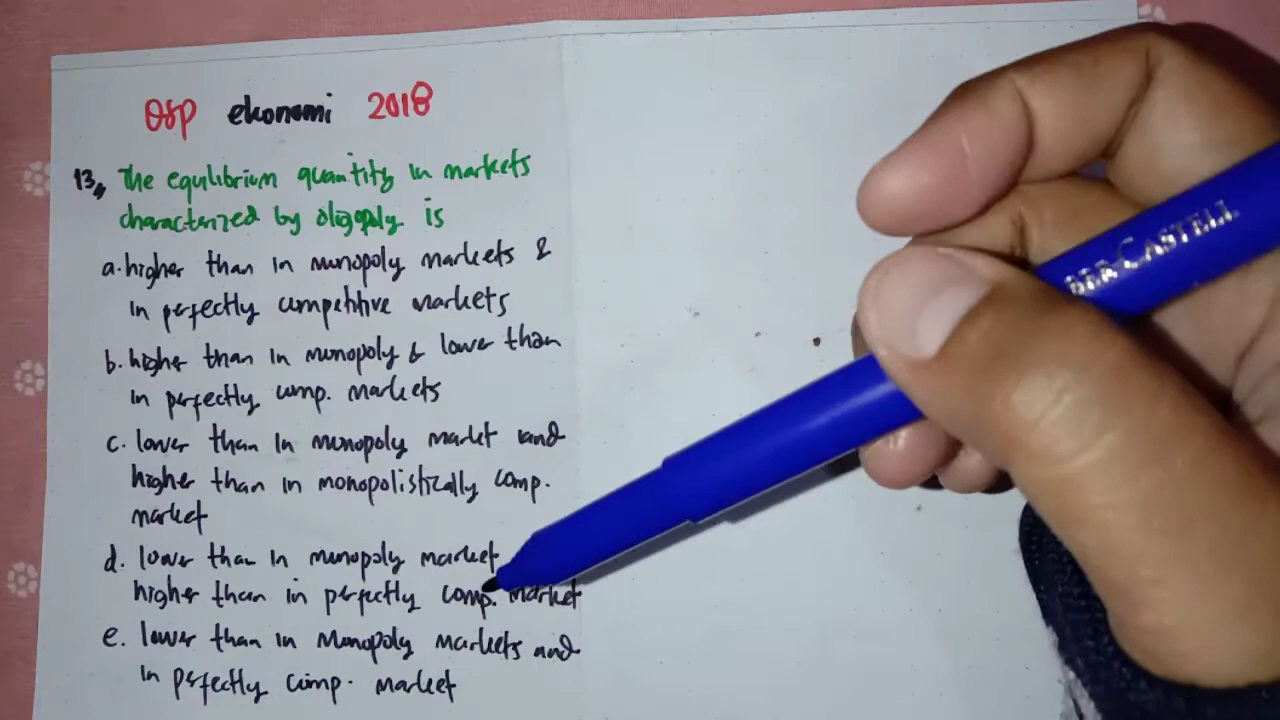 OSP ekonomi 2018
13, The equlibrium quantity in markets
characterized by oligopoly is
a. higher than in monopoly markets &
in perfectly competitive markets
b. higher than in monopoly & lower than
in perfectly comp. markets
c. lower than in monopoly market and
higher than in monopolistically comp.
market
d. lower than in monopoly market
higher than in perfectly comp. market
e. lower than in monopoly markets and
in perfectly comp. market
BER-CASTELL